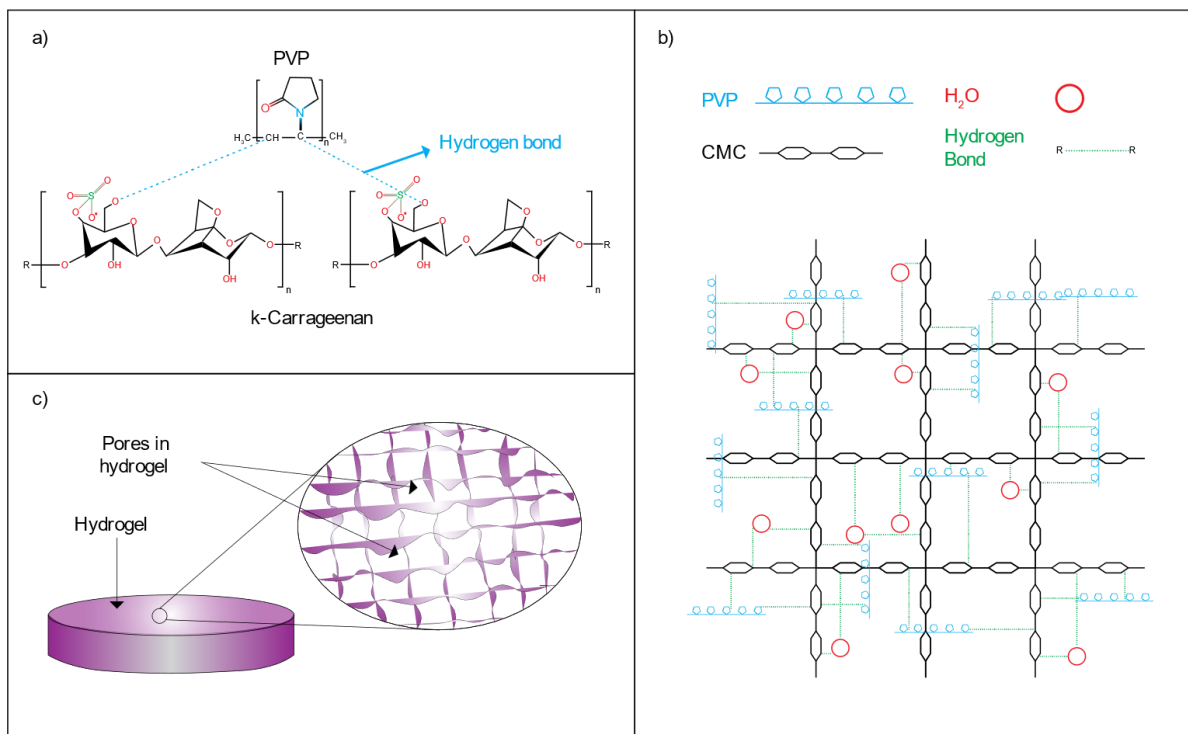 a)
PVP
O
N
n
H₃C
CH
C
CH₃
Hydrogen bond
O
O
S
O
O*
O
O
O
O
O
O
R
R
O
OH
OH
n
O
O
S
O
O*
O
O
O
O
O
O
R
R
O
OH
OH
n
k-Carrageenan
b)
PVP
H₂O
CMC
Hydrogen
Bond
R
R
c)
Pores in
hydrogel
Hydrogel